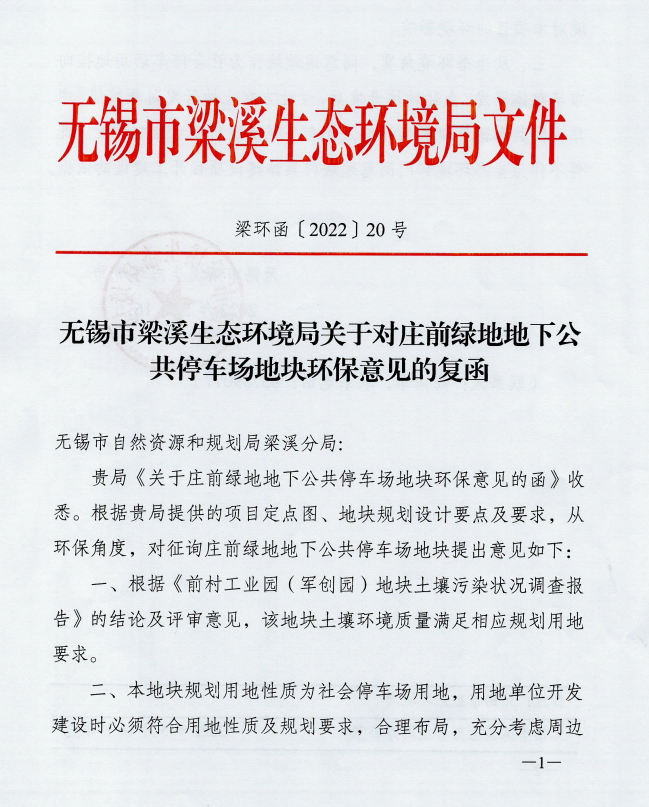 无锡市梁溪生态环境局文件
梁环函〔2022〕20号
无锡市梁溪生态环境局关于对庄前绿地地下公
共停车场地块环保意见的复函
无锡市自然资源和规划局梁溪分局：
贵局《关于庄前绿地地下公共停车场地块环保意见的函》收
悉。根据贵局提供的项目定点图、地块规划设计要点及要求，从
环保角度，对征询庄前绿地地下公共停车场地块提出意见如下：
一、根据《前村工业园（军创园）地块土壤污染状况调查报
告》的结论及评审意见，该地块土壤环境质量满足相应规划用地
要求。
二、本地块规划用地性质为社会停车场用地，用地单位开发
建设时必须符合用地性质及规划要求，合理布局，充分考虑周边
—1—